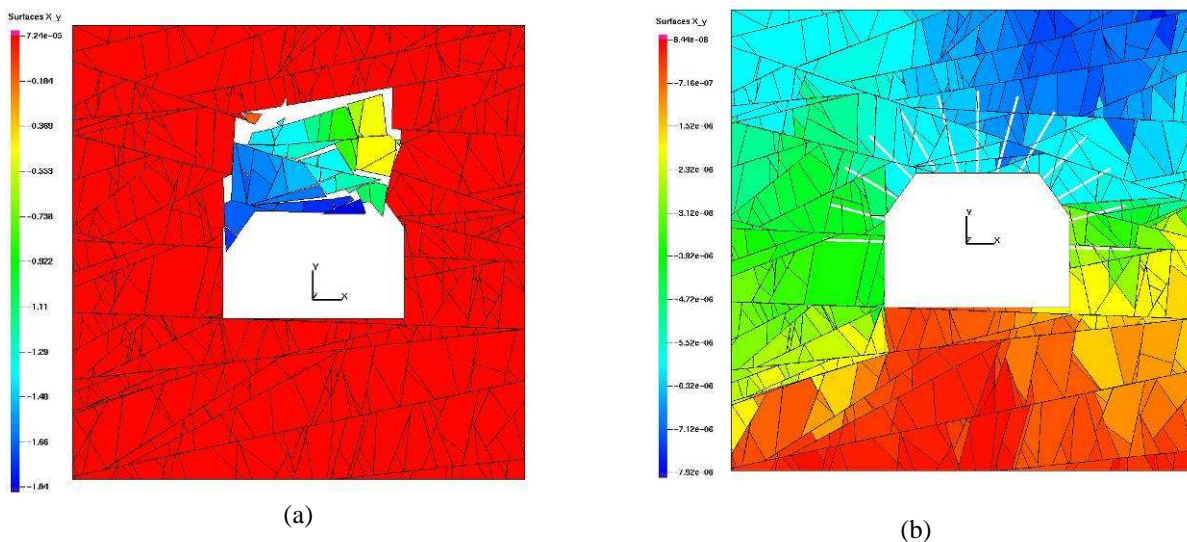 Surfaces X_y
7.24e-05
-0.184
-0.369
-0.553
-0.738
-0.922
-1.11
-1.29
-1.48
-1.66
-1.84
Y
Z X
(a)
Surfaces X_y
8.44e-08
-7.16e-07
-1.52e-06
-2.32e-06
-3.12e-06
-3.92e-06
-4.72e-06
-5.52e-06
-6.32e-06
-7.12e-06
-7.92e-06
Y
Z X
(b)